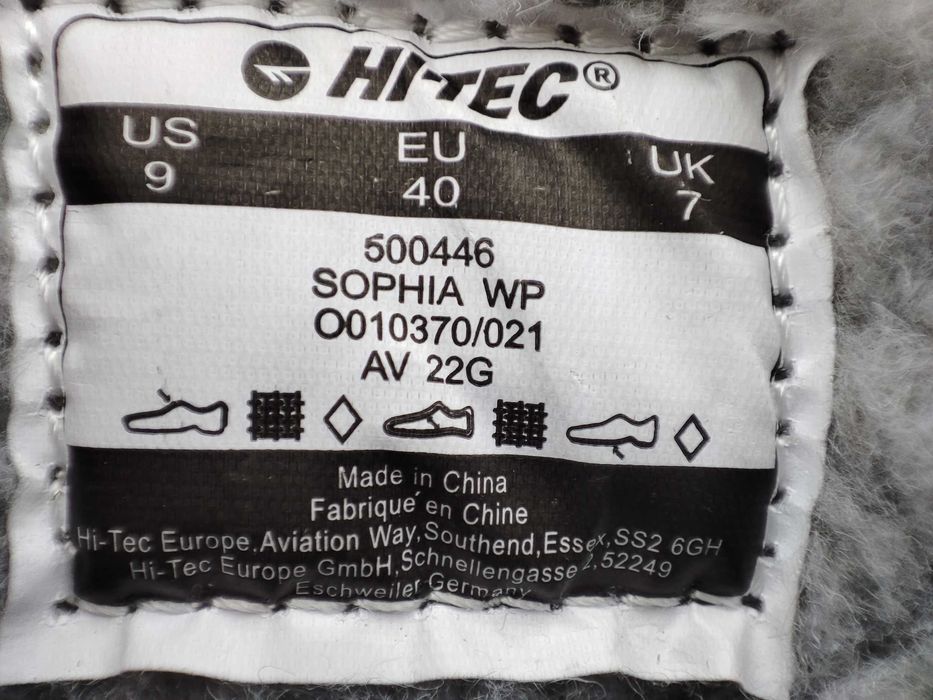 HI-TEC®
US EU UK
9 40 7
500446
SOPHIA WP
O010370/021
AV 22G
Made in China
Fabriqué en Chine
Hi-Tec Europe,Aviation Way,Southend,Essex,SS2 6GH
Hi-Tec Europe GmbH,Schnellengasse 2,52249
Eschweiler Germany